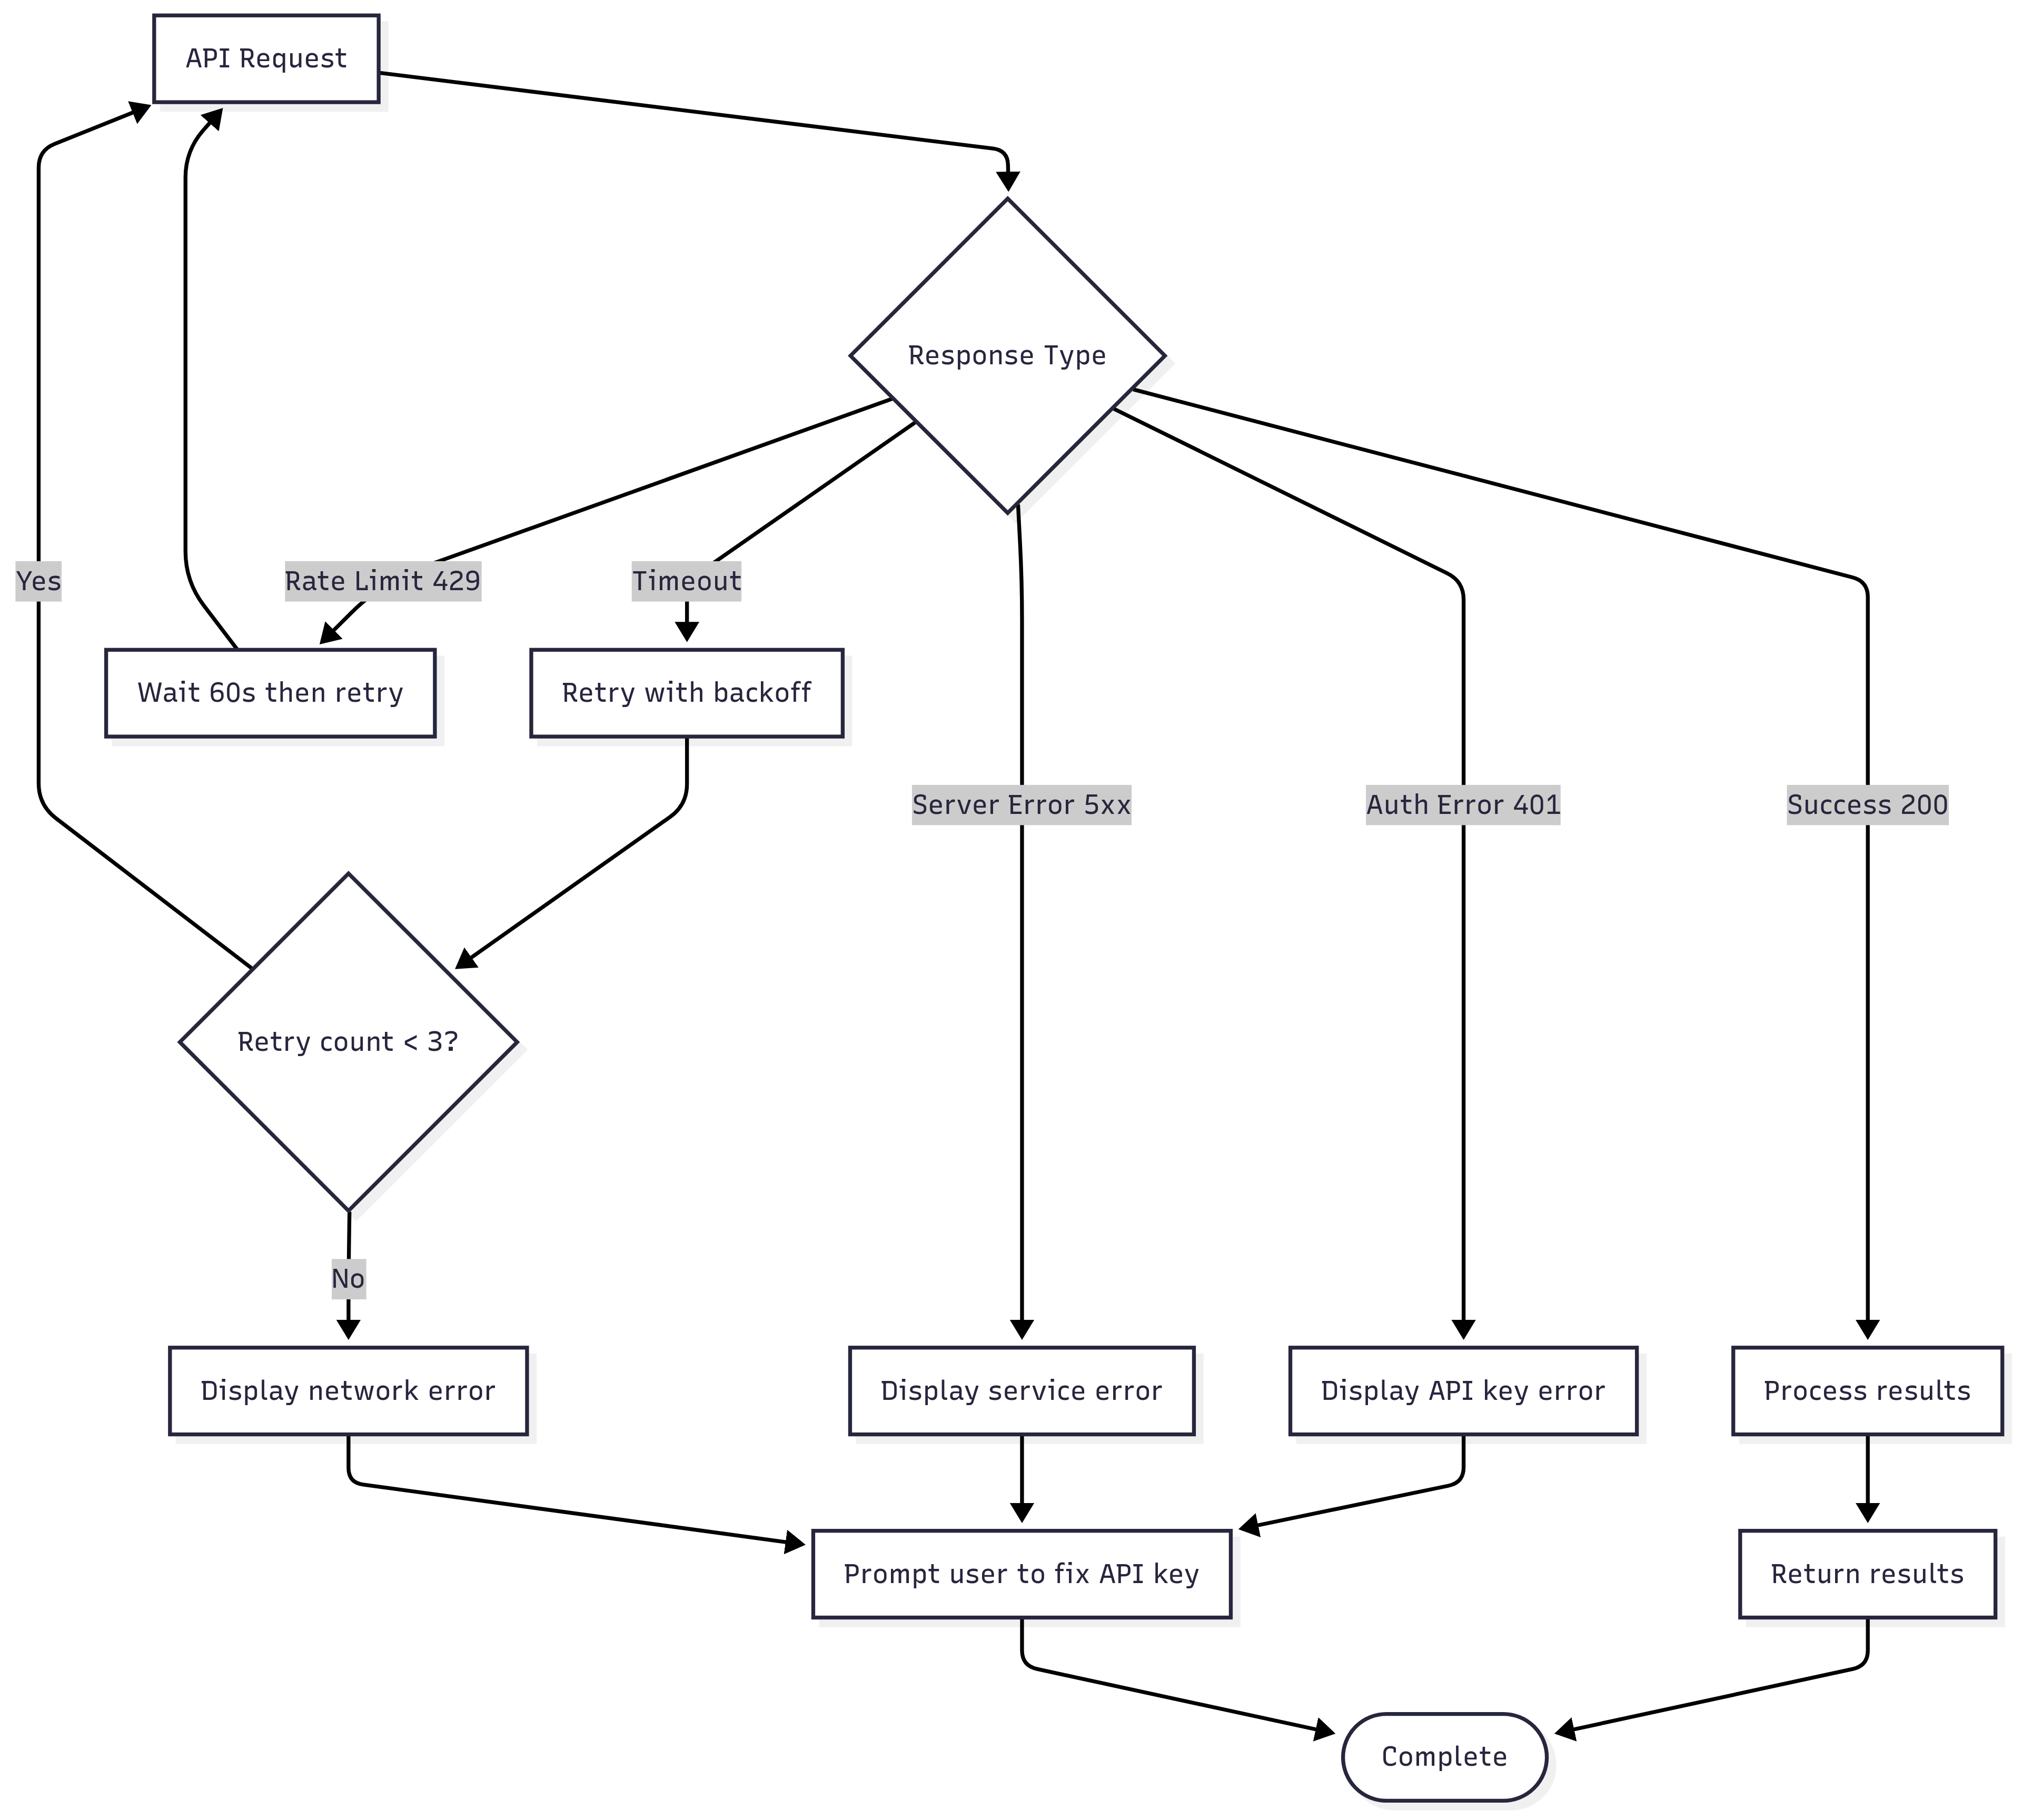 API Request
Response Type
Yes
Rate Limit 429
Timeout
Wait 60s then retry
Retry with backoff
Server Error 5xx
Auth Error 401
Success 200
Retry count < 3?
No
Display network error
Display service error
Display API key error
Process results
Prompt user to fix API key
Return results
Complete